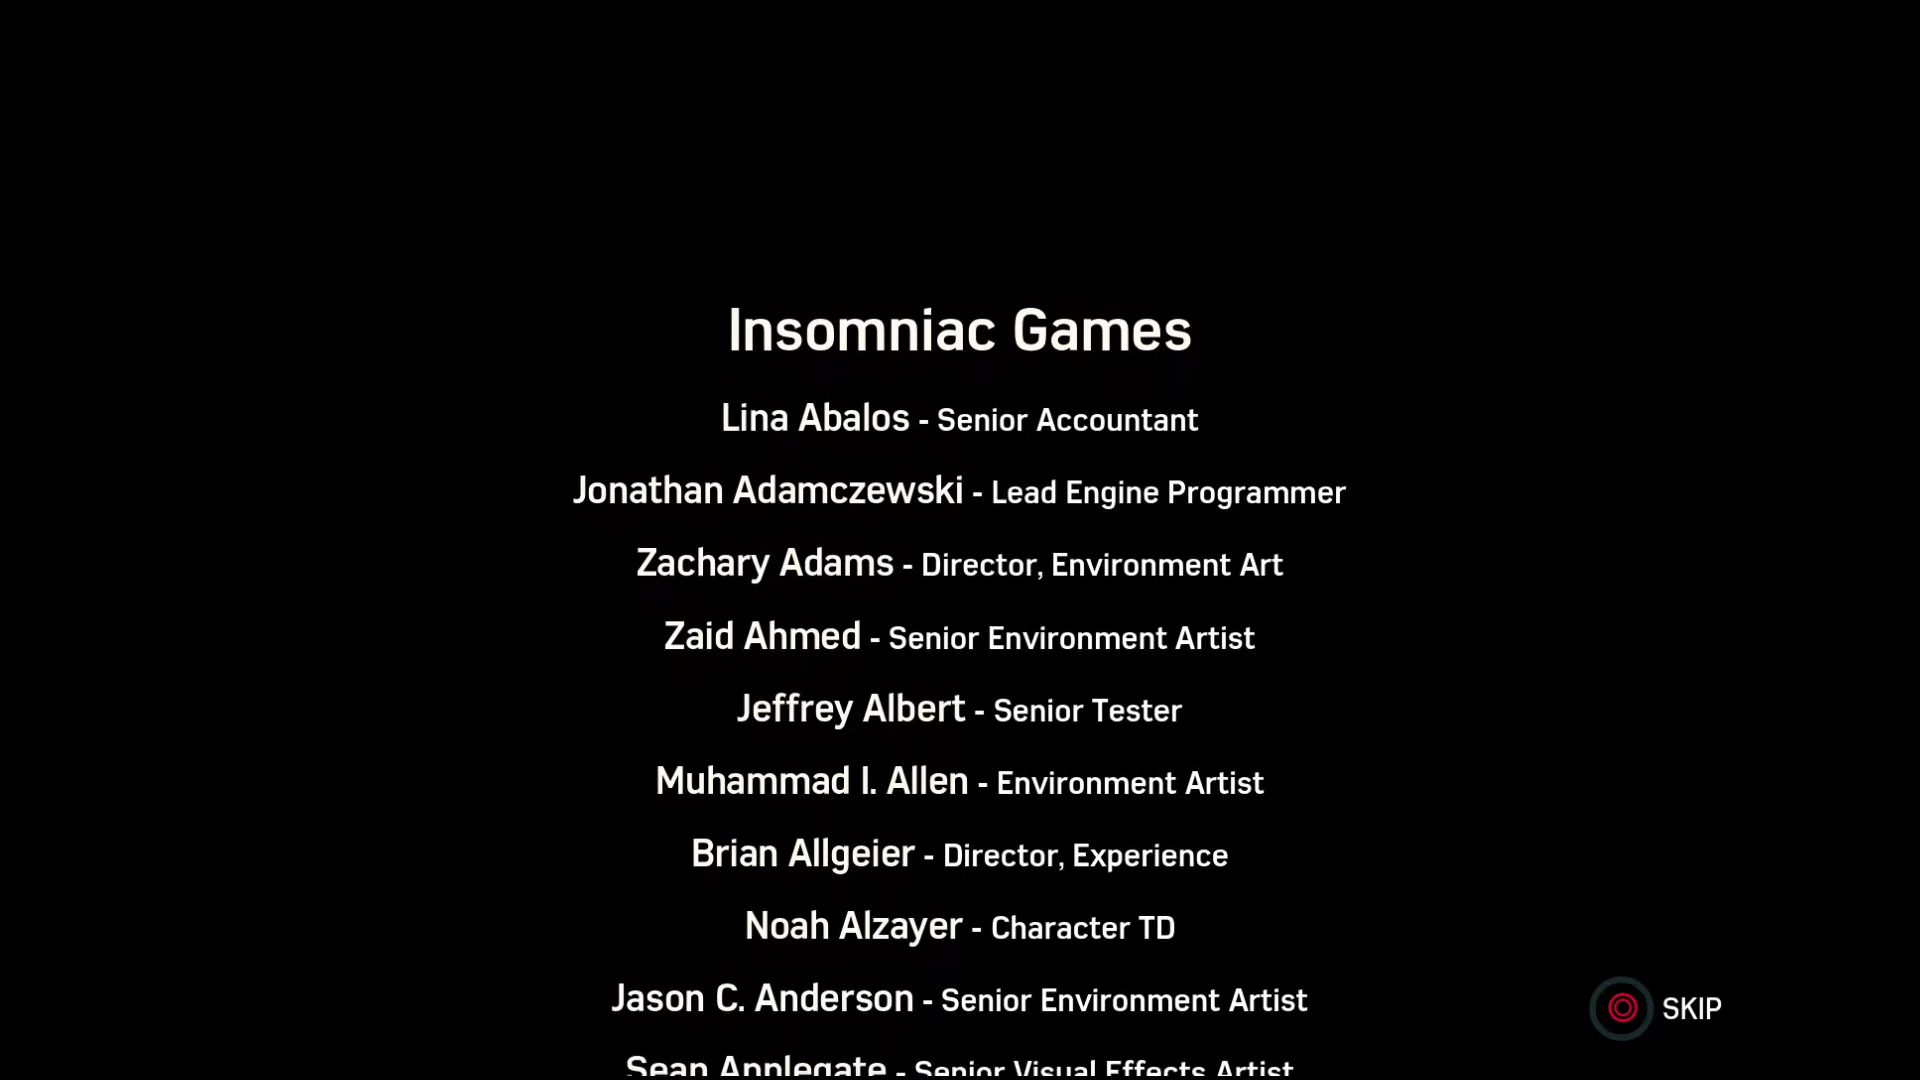 Insomniac Games
Lina Abalos - Senior Accountant
Jonathan Adamczewski - Lead Engine Programmer
Zachary Adams - Director, Environment Art
Zaid Ahmed - Senior Environment Artist
Jeffrey Albert - Senior Tester
Muhammad I. Allen - Environment Artist
Brian Allgeier - Director, Experience
Noah Alzayer - Character TD
Jason C. Anderson - Senior Environment Artist
SKIP
Sean Applegate - Senior Visual Effects Artist